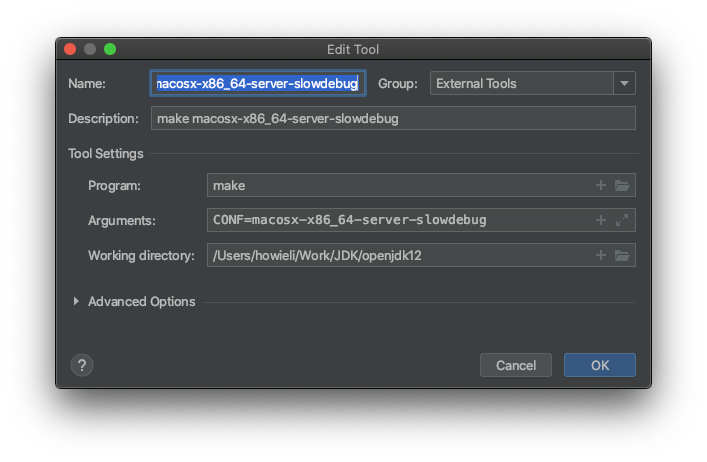 Edit Tool
Name: macosx-x86_64-server-slowdebug Group: External Tools
Description: make macosx-x86_64-server-slowdebug
Tool Settings
Program: make
Arguments: CONF=macosx-x86_64-server-slowdebug
Working directory: /Users/howieli/Work/JDK/openjdk12
Advanced Options
? Cancel OK